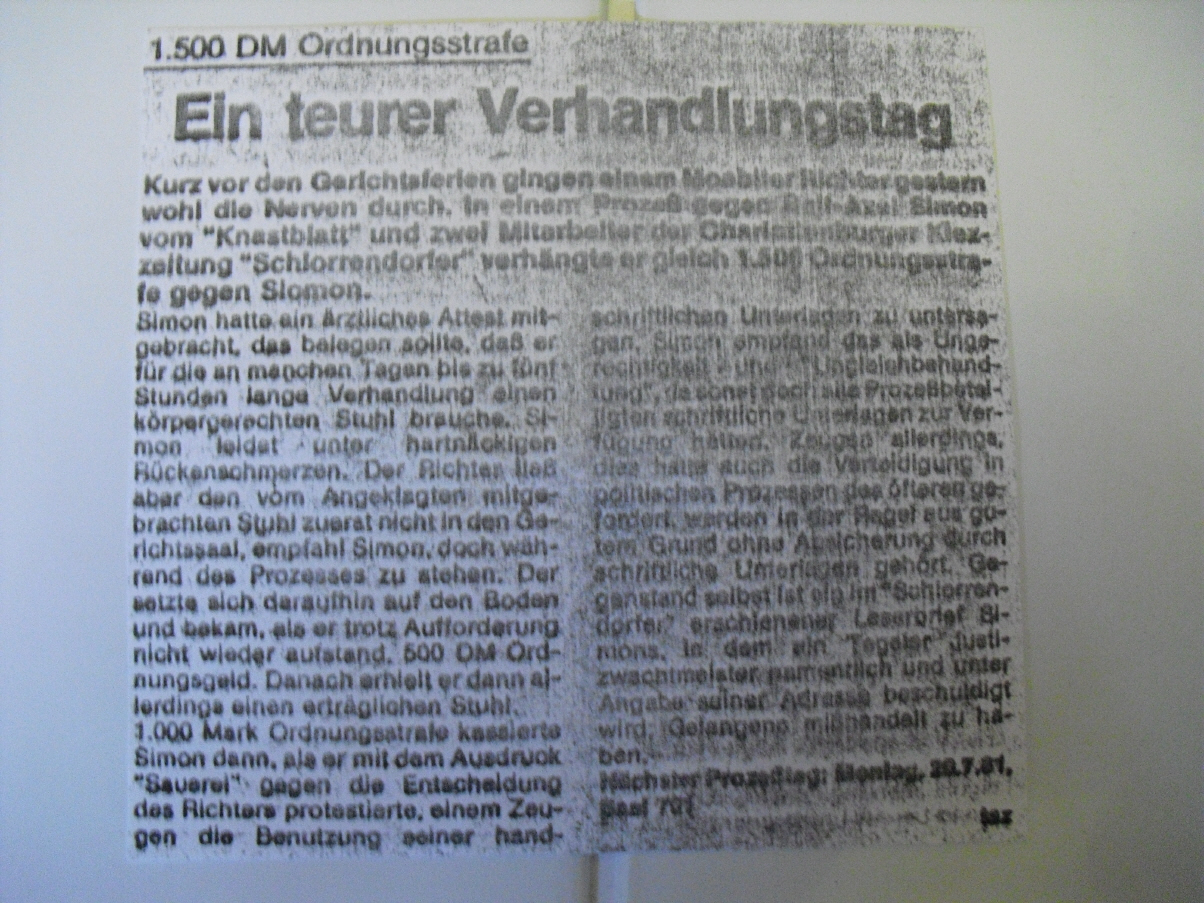 1.500 DM Ordnungsstrafe
Ein teurer Verhandlungstag
Kurz vor den Gerichtsferien gingen einem Moabiter Richter gestern
wohl die Nerven durch. In einem Prozeß gegen Ralf-Axel Simon
vom "Knastblatt" und zwei Mitarbeiter der Charlottenburger Kiez-
zeitung "Schlorrendorfer" verhängte er gleich 1.500 Ordnungsstra-
fe gegen Siomon.
Simon hatte ein ärztliches Attest mit-
gebracht, das belegen sollte, daß er
für die an manchen Tagen bis zu fünf
Stunden lange Verhandlung einen
körpergerechten Stuhl brauche. Si-
mon leidet unter hartnäckigen
Rückenschmerzen. Der Richter ließ
aber den vom Angeklagten mitge-
brachten Stuhl zuerst nicht in den Ge-
richtssaal, empfahl Simon, doch wäh-
rend des Prozesses zu stehen. Der
setzte sich daraufhin auf den Boden
und bekam, als er trotz Aufforderung
nicht wieder aufstand, 500 DM Ord-
nungsgeld. Danach erhielt er dann al-
lerdings einen erträglichen Stuhl.
1.000 Mark Ordnungsstrafe kassierte
Simon dann, als er mit dem Ausdruck
"Sauerei" gegen die Entscheidung
des Richters protestierte, einem Zeu-
gen die Benutzung seiner hand-
schriftlichen Unterlagen zu untersa-
gen. Simon empfand das als Unge-
rechtigkeit und "Ungleichbehand-
lung", da sonst doch alle Prozeßbetei-
ligten schriftliche Unterlagen zur Ver-
fügung hätten. Zeugen allerdings,
dies hatte auch die Verteidigung in
politischen Prozessen des öfteren ge-
fordert, werden in der Regel aus gu-
tem Grund ohne Absicherung durch
schriftliche Unterlagen gehört. Ge-
genstand selbst ist ein im "Schlorren-
dorfer" erschienener Leserbrief Si-
mons, in dem ein Tegeler Justi-
zwachtmeister namentlich und unter
Angabe seiner Adresse beschuldigt
wird, Gefangene mißhandelt zu ha-
ben.
Nächster Prozeßtag: Montag, 20.7.81,
Saal 701
taz